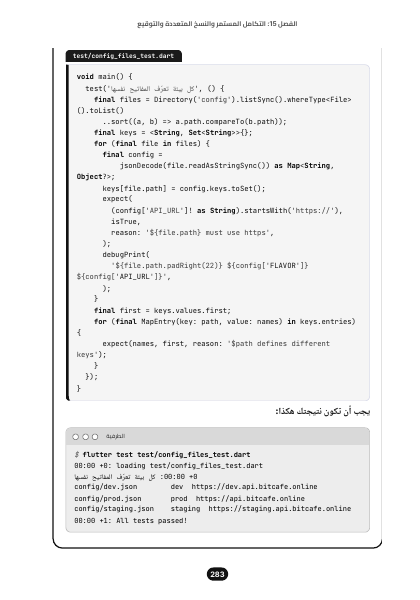 الفصل 15: التكامل المستمر والنسخ المتعددة والتوقيع
test/config_files_test.dart
void main() {
test('كل بيئة تعرّف المفاتيح نفسها', () {
final files = Directory('config').listSync().whereType<File>
().toList()
..sort((a, b) => a.path.compareTo(b.path));
final keys = <String, Set<String>>{};
for (final file in files) {
final config =
jsonDecode(file.readAsStringSync()) as Map<String,
Object?>;
keys[file.path] = config.keys.toSet();
expect(
(config['API_URL']! as String).startsWith('https://'),
isTrue,
reason: '${file.path} must use https',
);
debugPrint(
'${file.path.padRight(22)} ${config['FLAVOR']}
${config['API_URL']}',
);
}
final first = keys.values.first;
for (final MapEntry(key: path, value: names) in keys.entries)
{
expect(names, first, reason: '$path defines different
keys');
}
});
}
يجب أن تكون نتيجتك هكذا:
الطرفية
$ flutter test test/config_files_test.dart
00:00 +0: loading test/config_files_test.dart
00:00 +0: كل بيئة تعرّف المفاتيح نفسها
config/dev.json dev https://dev.api.bitcafe.online
config/prod.json prod https://api.bitcafe.online
config/staging.json staging https://staging.api.bitcafe.online
00:00 +1: All tests passed!
283